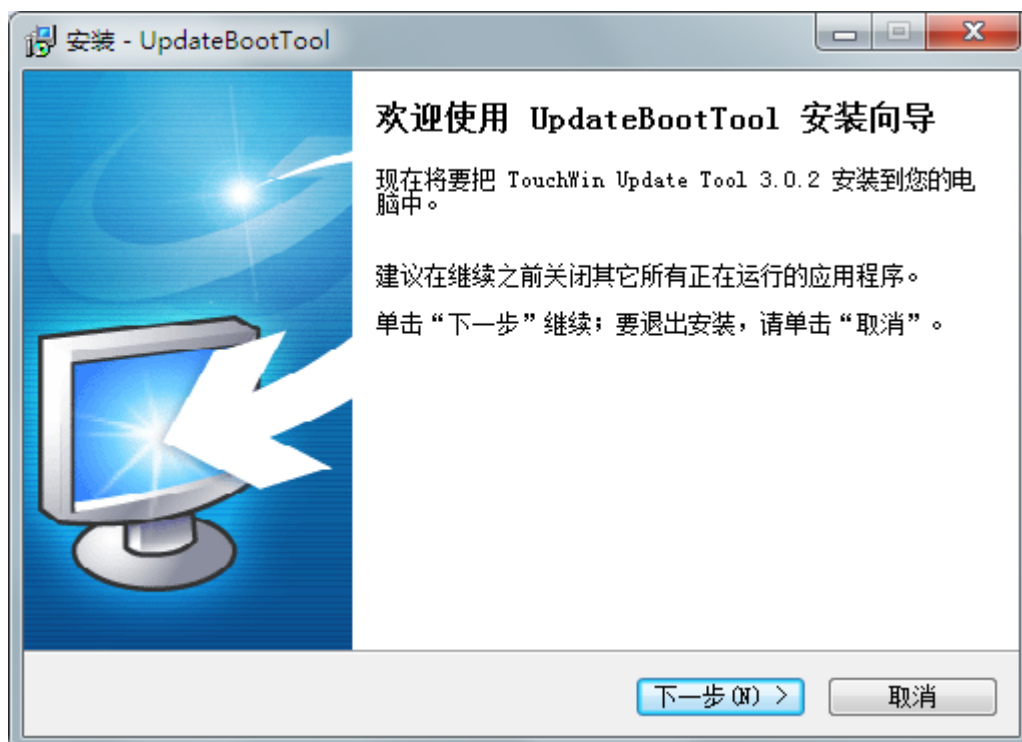 安装 - UpdateBootTool
欢迎使用 UpdateBootTool 安装向导
现在将要把 TouchWin Update Tool 3.0.2 安装到您的电
脑中。
建议在继续之前关闭其它所有正在运行的应用程序。
单击“下一步”继续；要退出安装，请单击“取消”。
下一步(N) >
取消